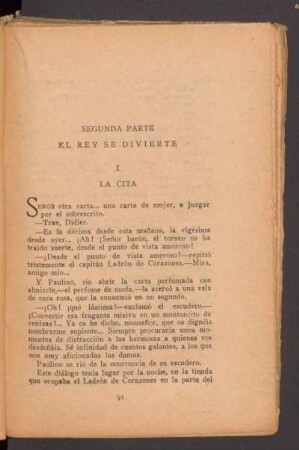 SEGUNDA PARTE
EL REY SE DIVIERTE
I
LA CITA
SEÑOR otra carta... una carta de mujer, a juzgar
por el sobrescrito.
—Trae, Didier.
—Es la décima desde esta mañana, la vigésima
desde ayer... ¡Ah! ¡Señor barón, el torneo os ha
traído suerte, desde el punto de vista amoroso!
—¿Desde el punto de vista amoroso?—repitió
tristemente el capitán Ladrón de Corazones.—Mira,
amigo mío...
Y Paulino, sin abrir la carta perfumada con
almizcle,—el perfume de moda,—la acercó a una vela
de cara rosa, que la consumió en un segundo.
—¡Oh! ¡qué lástima!—exclamó el escudero.—
¡Convertir esa fragante misiva en un montoncito de
cenizas!... Ya os he dicho, monseñor, que os dignéis
nombrarme suplente... Siempre procuraría unos mo-
mentos de distracción a las hermosas a quienes vos
desdeñáis. Sé infinidad de cuentos galantes, a los que
son muy aficionadas las damas.
Paulino se rió de la ocurrencia de su escudero.
Este diálogo tenía lugar por la noche, en la tienda
que ocupaba el Ladrón de Corazones en la parte del
91